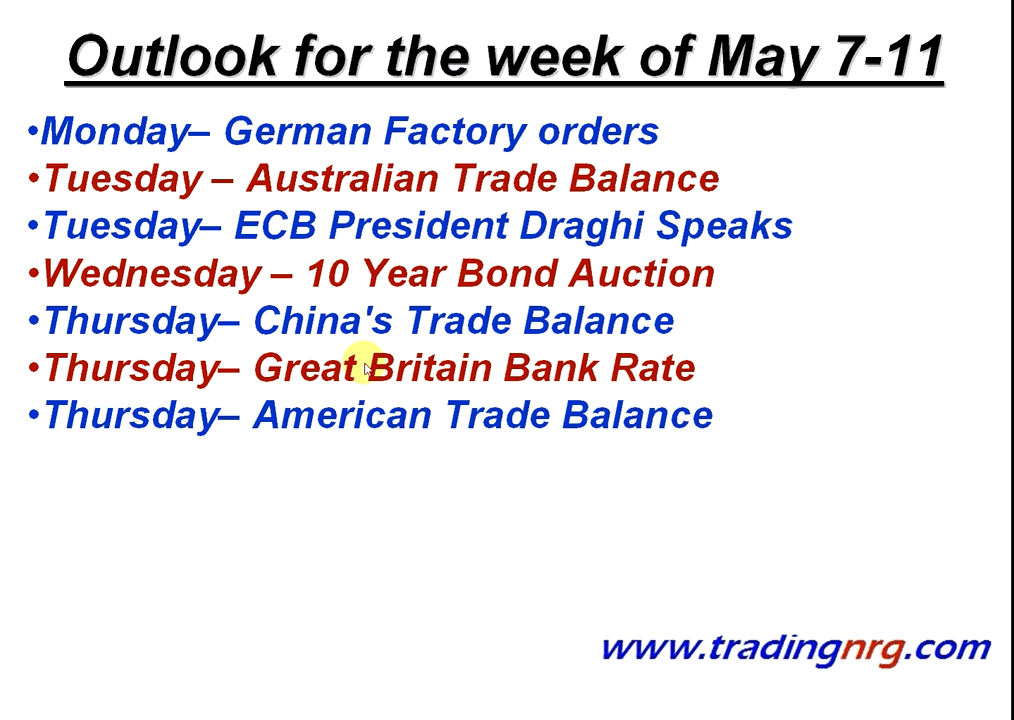 Outlook for the week of May 7-11
•Monday– German Factory orders
•Tuesday – Australian Trade Balance
•Tuesday– ECB President Draghi Speaks
•Wednesday – 10 Year Bond Auction
•Thursday– China's Trade Balance
•Thursday– Great Britain Bank Rate
•Thursday– American Trade Balance
www.tradingnrg.com